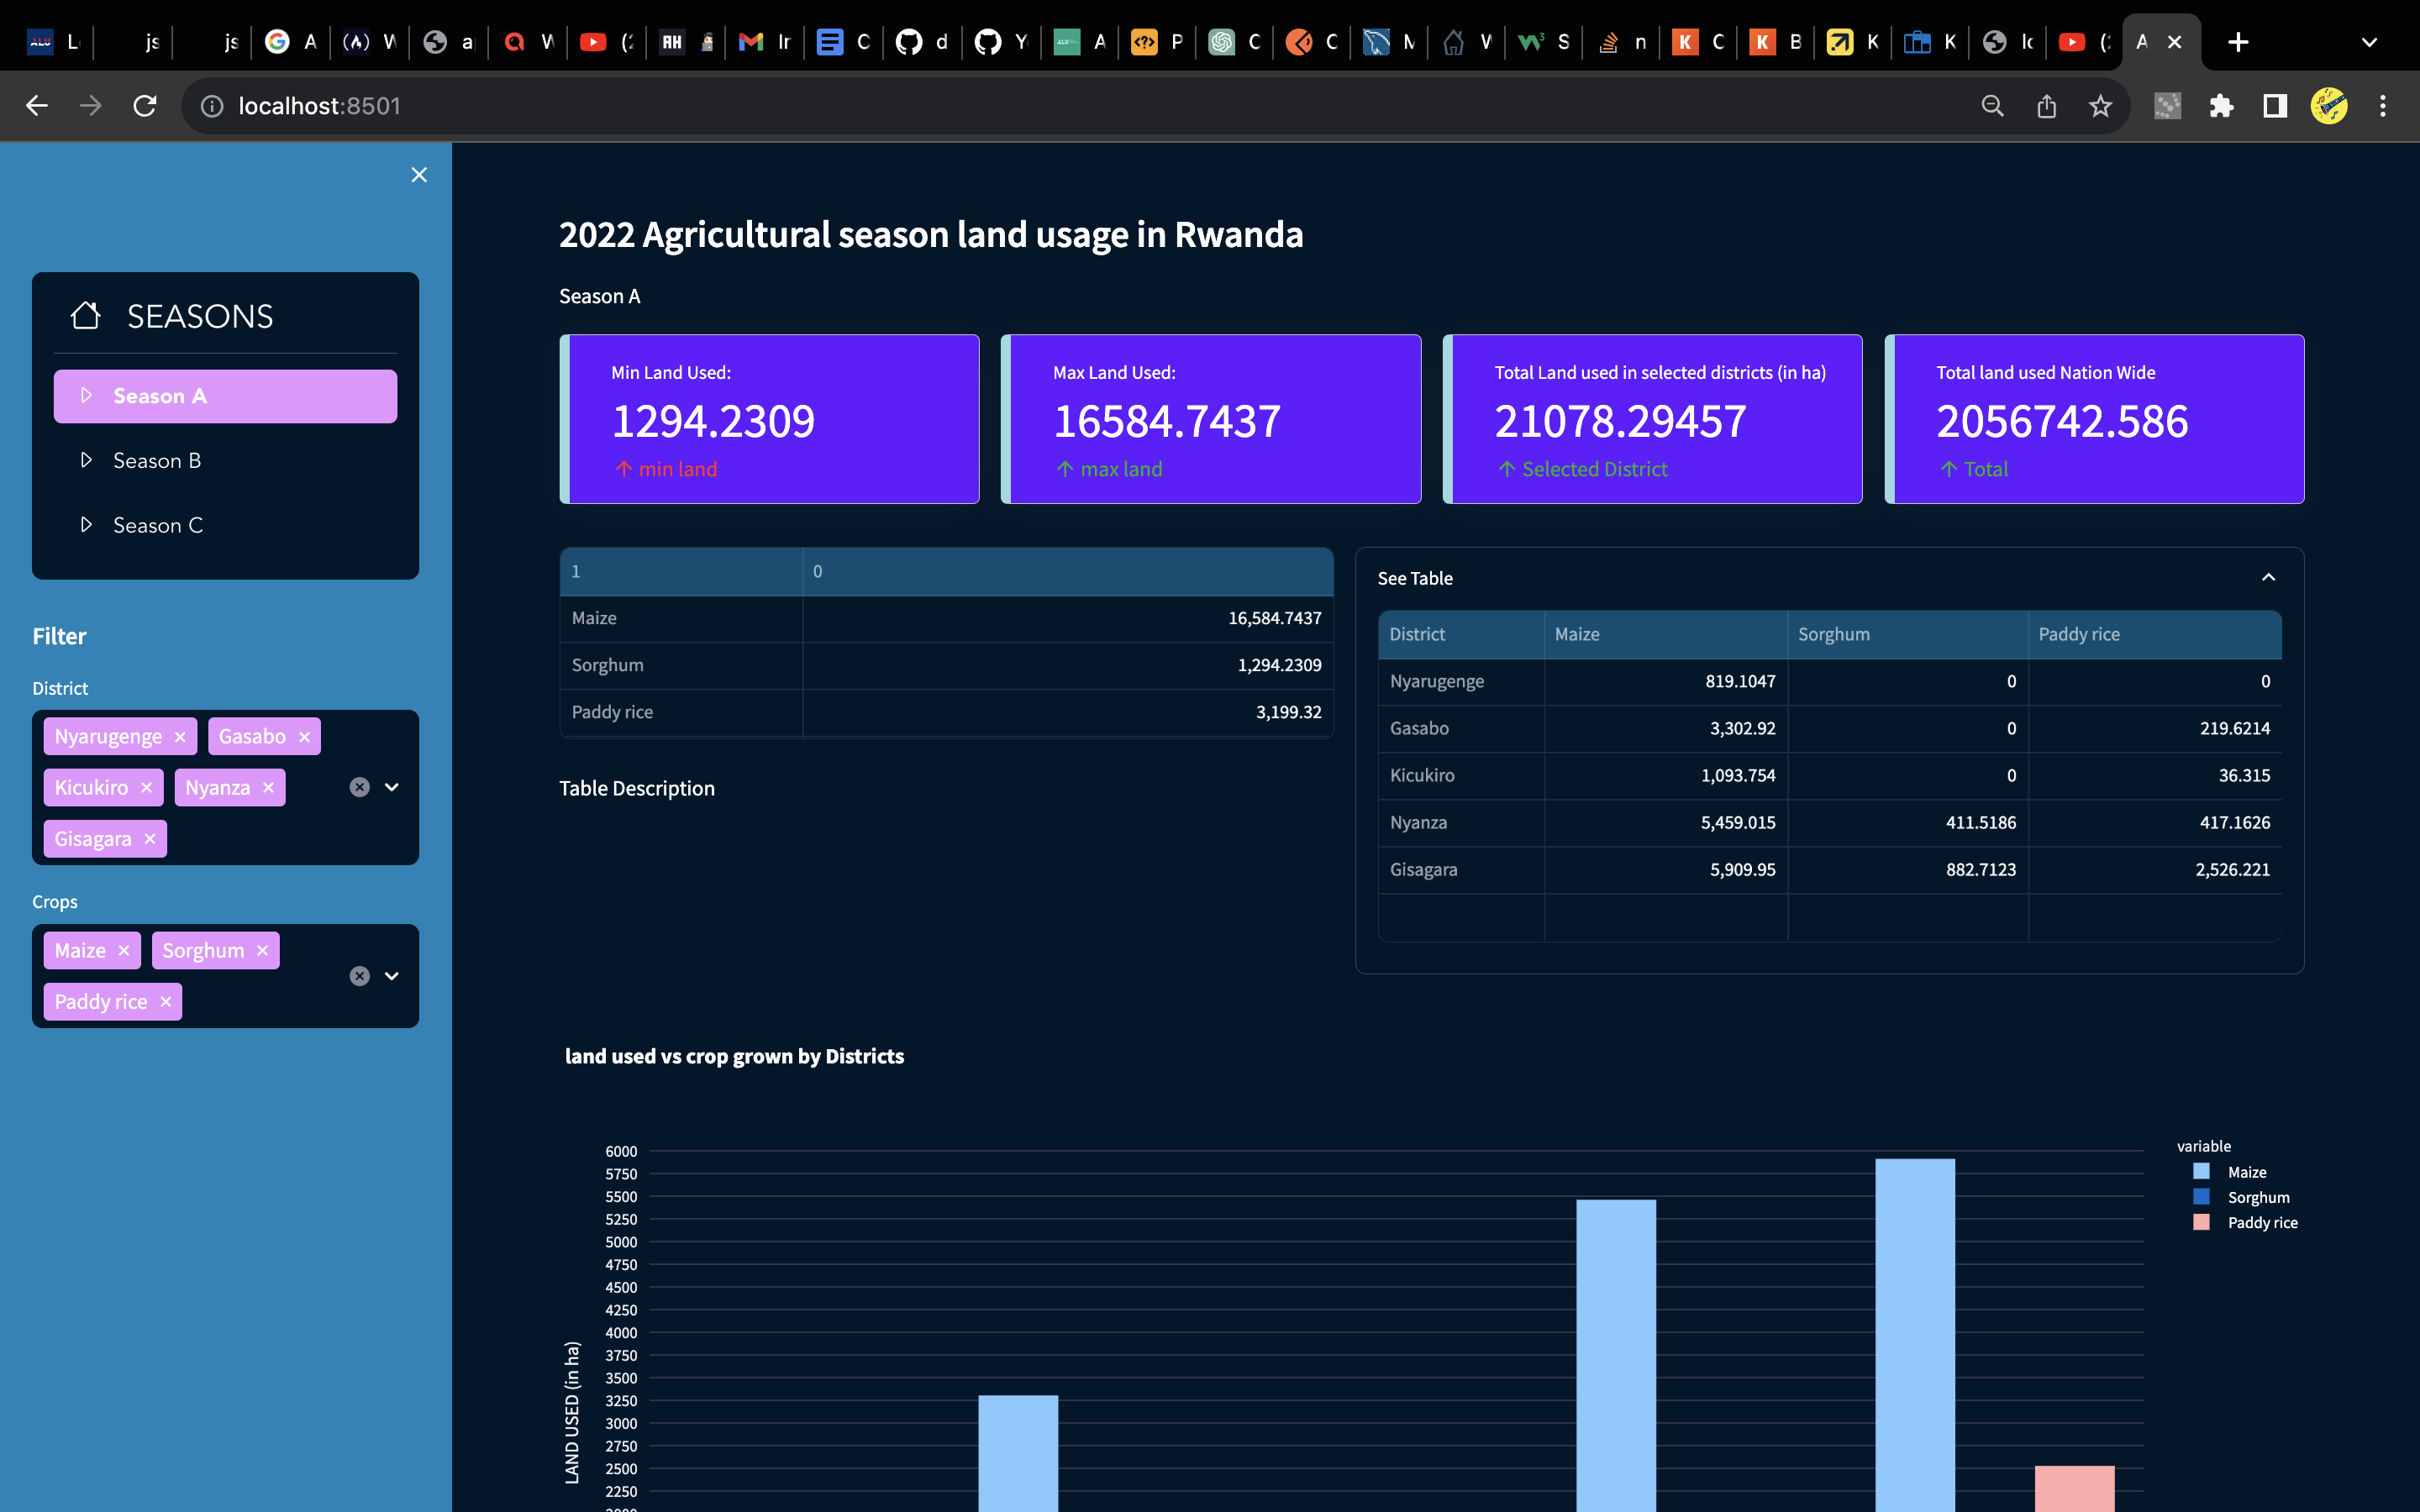 localhost:8501
SEASONS
Season A
Season B
Season C
Filter
District
Nyarugenge × Gasabo ×
Kicukiro × Nyanza ×
Gisagara ×
Crops
Maize × Sorghum ×
Paddy rice ×
2022 Agricultural season land usage in Rwanda
Season A
Min Land Used:
1294.2309
↑ min land
Max Land Used:
16584.7437
↑ max land
Total Land used in selected districts (in ha)
21078.29457
↑ Selected District
Total land used Nation Wide
2056742.586
↑ Total
1 0
Maize 16,584.7437
Sorghum 1,294.2309
Paddy rice 3,199.32
Table Description
See Table
District Maize Sorghum Paddy rice
Nyarugenge 819.1047 0 0
Gasabo 3,302.92 0 219.6214
Kicukiro 1,093.754 0 36.315
Nyanza 5,459.015 411.5186 417.1626
Gisagara 5,909.95 882.7123 2,526.221
land used vs crop grown by Districts
LAND USED (in ha)
6000
5750
5500
5250
5000
4750
4500
4250
4000
3750
3500
3250
3000
2750
2500
2250
variable
Maize
Sorghum
Paddy rice